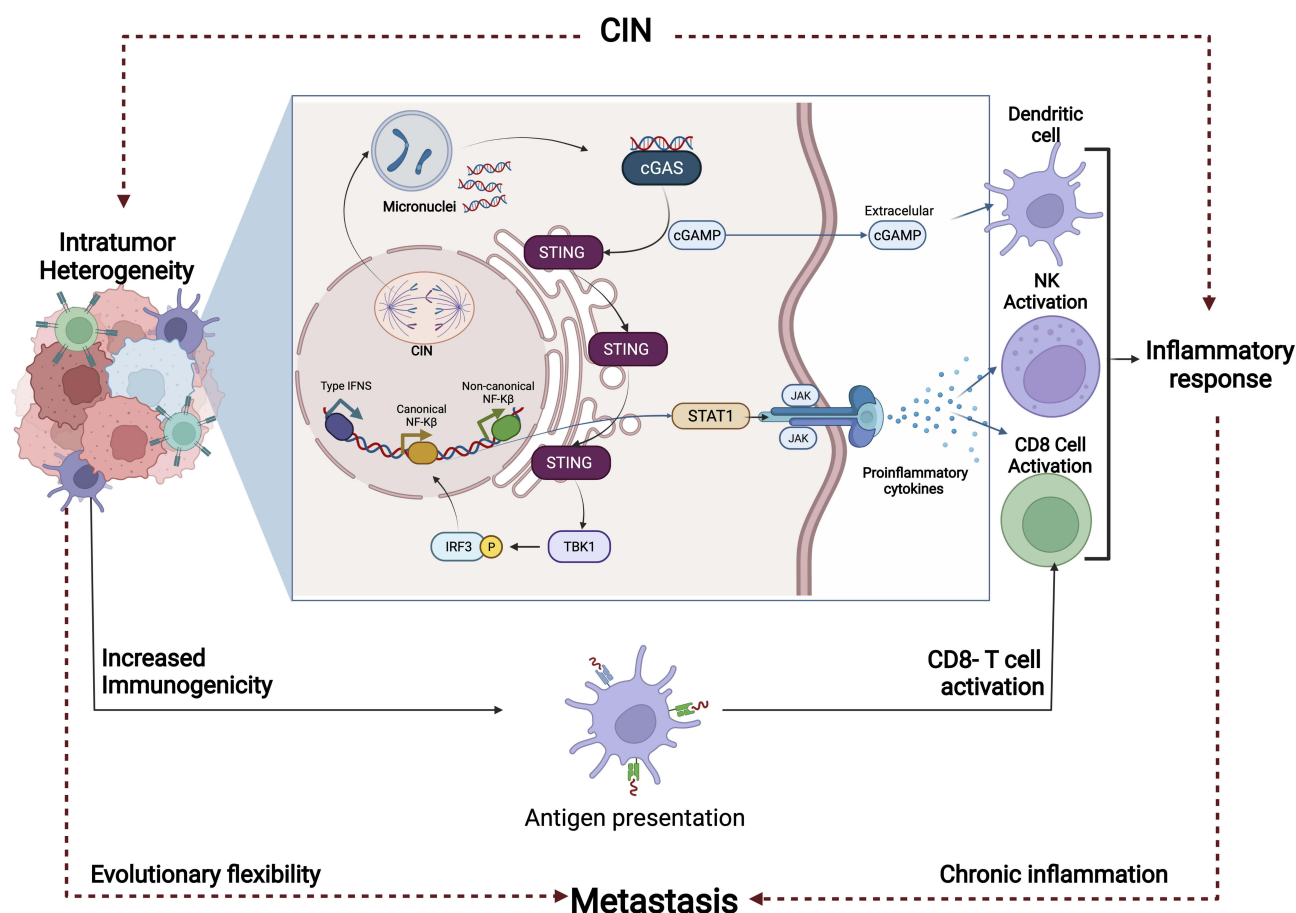 CIN
Dendritic
cell
Micronuclei
cGAS
Intratumor
Heterogeneity
STING
cGAMP
Extracelular
cGAMP
NK
Activation
CIN
STING
Inflammatory
response
Type IFNS
Canonical
NF-Kβ
Non-canonical
NF-Kβ
STAT1
JAK
JAK
Proinflammatory
cytokines
CD8 Cell
Activation
STING
IRF3
P
TBK1
Increased
Immunogenicity
CD8- T cell
activation
Antigen presentation
Evolutionary flexibility
Chronic inflammation
Metastasis